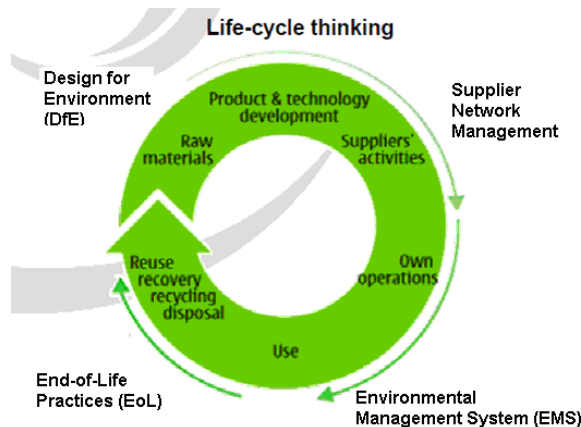 Life-cycle thinking
Design for
Environment
(DfE)
Supplier
Network
Management
Product & technology
development
Raw
materials
Suppliers'
activities
Own
operations
Reuse
recovery
recycling
disposal
Use
End-of-Life
Practices (EoL)
Environmental
Management System (EMS)